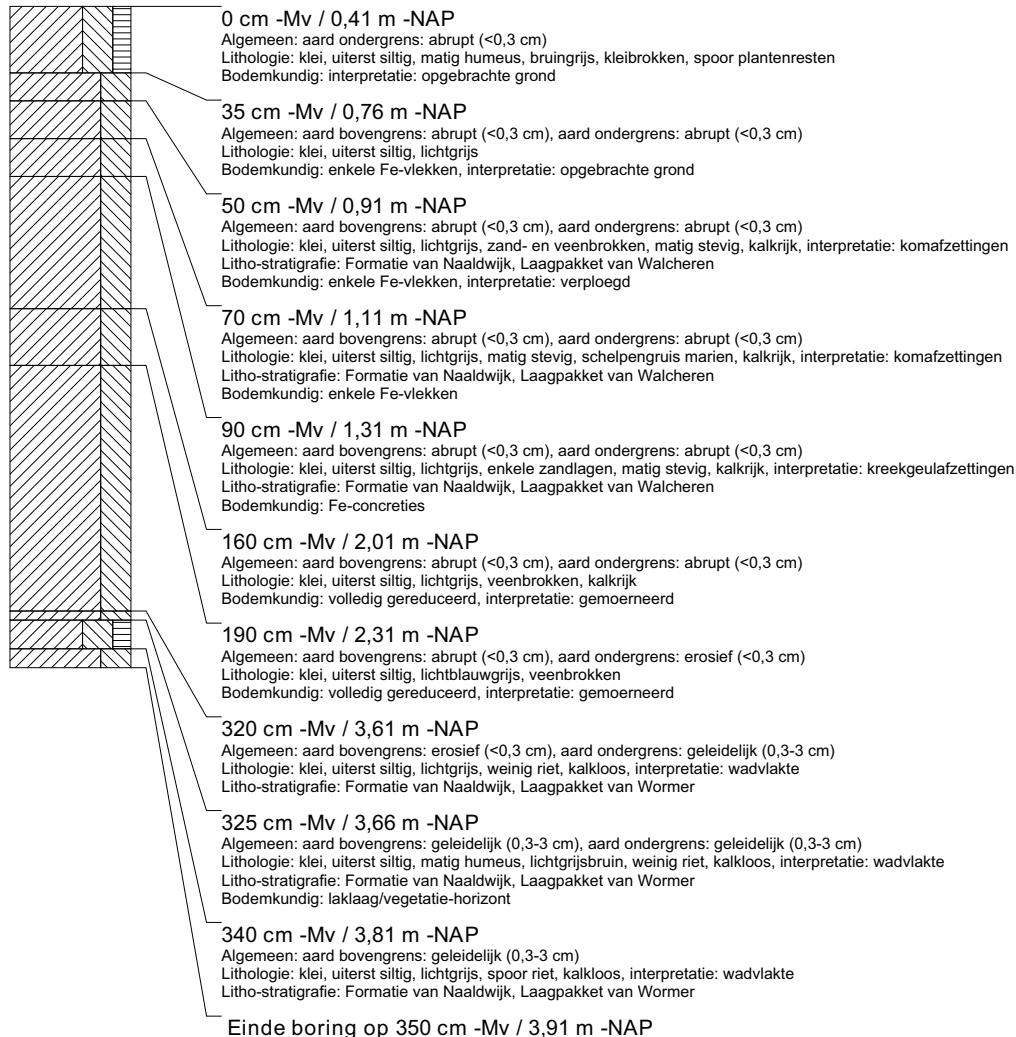 0 cm -Mv / 0,41 m -NAP
Algemeen: aard ondergrens: abrupt (<0,3 cm)
Lithologie: klei, uiterst siltig, matig humeus, bruingrijs, kleibrokken, spoor plantenresten
Bodemkundig: interpretatie: opgebrachte grond
35 cm -Mv / 0,76 m -NAP
Algemeen: aard bovengrens: abrupt (<0,3 cm), aard ondergrens: abrupt (<0,3 cm)
Lithologie: klei, uiterst siltig, lichtgrijs
Bodemkundig: enkele Fe-vlekken, interpretatie: opgebrachte grond
50 cm -Mv / 0,91 m -NAP
Algemeen: aard bovengrens: abrupt (<0,3 cm), aard ondergrens: abrupt (<0,3 cm)
Lithologie: klei, uiterst siltig, lichtgrijs, zand- en veenbrokken, matig stevig, kalkrijk, interpretatie: komafzettingen
Litho-stratigrafie: Formatie van Naaldwijk, Laagpakket van Walcheren
Bodemkundig: enkele Fe-vlekken, interpretatie: verploegd
70 cm -Mv / 1,11 m -NAP
Algemeen: aard bovengrens: abrupt (<0,3 cm), aard ondergrens: abrupt (<0,3 cm)
Lithologie: klei, uiterst siltig, lichtgrijs, matig stevig, schelpengruis marien, kalkrijk, interpretatie: komafzettingen
Litho-stratigrafie: Formatie van Naaldwijk, Laagpakket van Walcheren
Bodemkundig: enkele Fe-vlekken
90 cm -Mv / 1,31 m -NAP
Algemeen: aard bovengrens: abrupt (<0,3 cm), aard ondergrens: abrupt (<0,3 cm)
Lithologie: klei, uiterst siltig, lichtgrijs, enkele zandlagen, matig stevig, kalkrijk, interpretatie: kreekgeulafzettingen
Litho-stratigrafie: Formatie van Naaldwijk, Laagpakket van Walcheren
Bodemkundig: Fe-concreties
160 cm -Mv / 2,01 m -NAP
Algemeen: aard bovengrens: abrupt (<0,3 cm), aard ondergrens: abrupt (<0,3 cm)
Lithologie: klei, uiterst siltig, lichtgrijs, veenbrokken, kalkrijk
Bodemkundig: volledig gereduceerd, interpretatie: gemoerneerd
190 cm -Mv / 2,31 m -NAP
Algemeen: aard bovengrens: abrupt (<0,3 cm), aard ondergrens: erosief (<0,3 cm)
Lithologie: klei, uiterst siltig, lichtblauwgrijs, veenbrokken
Bodemkundig: volledig gereduceerd, interpretatie: gemoerneerd
320 cm -Mv / 3,61 m -NAP
Algemeen: aard bovengrens: erosief (<0,3 cm), aard ondergrens: geleidelijk (0,3-3 cm)
Lithologie: klei, uiterst siltig, lichtgrijs, weinig riet, kalkloos, interpretatie: wadvlakte
Litho-stratigrafie: Formatie van Naaldwijk, Laagpakket van Wormer
325 cm -Mv / 3,66 m -NAP
Algemeen: aard bovengrens: geleidelijk (0,3-3 cm), aard ondergrens: geleidelijk (0,3-3 cm)
Lithologie: klei, uiterst siltig, matig humeus, lichtgrijsbruin, weinig riet, kalkloos, interpretatie: wadvlakte
Litho-stratigrafie: Formatie van Naaldwijk, Laagpakket van Wormer
Bodemkundig: laklaag/vegetatie-horizont
340 cm -Mv / 3,81 m -NAP
Algemeen: aard bovengrens: geleidelijk (0,3-3 cm)
Lithologie: klei, uiterst siltig, lichtgrijs, spoor riet, kalkloos, interpretatie: wadvlakte
Litho-stratigrafie: Formatie van Naaldwijk, Laagpakket van Wormer
Einde boring op 350 cm -Mv / 3,91 m -NAP